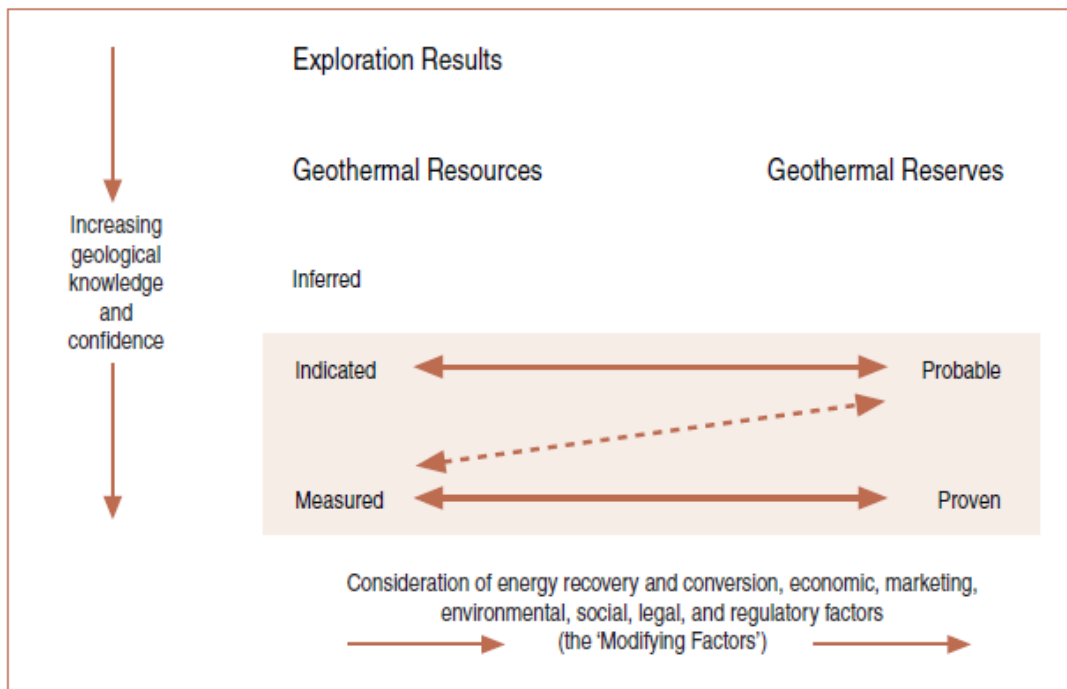 Exploration Results
Geothermal Resources
Geothermal Reserves
Increasing
geological
knowledge
and
confidence
Inferred
Indicated
Probable
Measured
Proven
Consideration of energy recovery and conversion, economic, marketing,
environmental, social, legal, and regulatory factors
(the ‘Modifying Factors’)